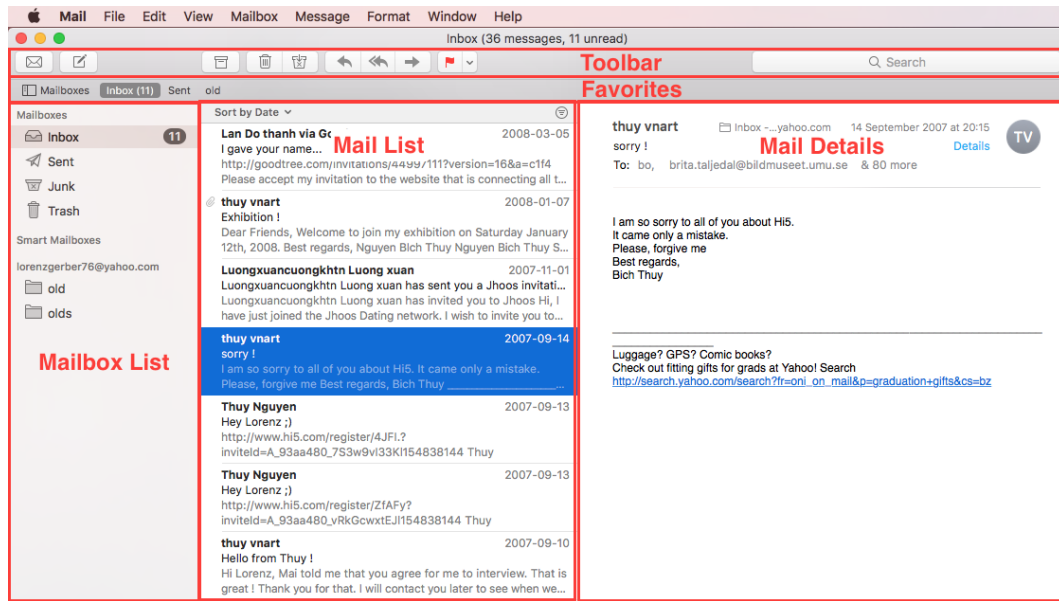 Mail File Edit View Mailbox Message Format Window Help
Inbox (36 messages, 11 unread)
Toolbar
Search
Mailboxes Inbox (11) Sent old
Favorites
Mailboxes
Inbox 11
Sent
Junk
Trash
Smart Mailboxes
lorenzgerber76@yahoo.com
old
olds
Mailbox List
Sort by Date
Mail List
Lan Do thanh via 2008-03-05
I gave your name...
http://goodtree.com/invitations/44997111?version=16&a=c1f4
Please accept my invitation to the website that is connecting all t...
thuy vnart 2008-01-07
Exhibition !
Dear Friends, Welcome to join my exhibition on Saturday January
12th, 2008. Best regards, Nguyen BIch Thuy Nguyen Bich Thuy S...
Luongxuancuongkhtn Luong xuan 2007-11-01
Luongxuancuongkhtn Luong xuan has sent you a Jhoos invitati...
Luongxuancuongkhtn Luong xuan has invited you to Jhoos Hi, I
have just joined the Jhoos Dating network. I wish to invite you to...
thuy vnart 2007-09-14
sorry !
I am so sorry to all of you about Hi5. It came only a mistake.
Please, forgive me Best regards, Bich Thuy ____________________...
Thuy Nguyen 2007-09-13
Hey Lorenz ;)
http://www.hi5.com/register/4JFl.?
inviteId=A_93aa480_7S3w9vl33Kl154838144 Thuy
Thuy Nguyen 2007-09-13
Hey Lorenz ;)
http://www.hi5.com/register/ZfAFy?
inviteId=A_93aa480_vRkGcwxtEJl154838144 Thuy
thuy vnart 2007-09-10
Hello from Thuy !
Hi Lorenz, Mai told me that you agree for me to interview. That is
great ! Thank you for that. I will contact you later to see when we...
thuy vnart Inbox -...yahoo.com 14 September 2007 at 20:15
TV
Mail Details
sorry ! Details
To: bo, brita.taljedal@bildmuseet.umu.se & 80 more
I am so sorry to all of you about Hi5.
It came only a mistake.
Please, forgive me
Best regards,
Bich Thuy
Luggage? GPS? Comic books?
Check out fitting gifts for grads at Yahoo! Search
http://search.yahoo.com/search?fr=oni_on_mail&p=graduation+gifts&cs=bz